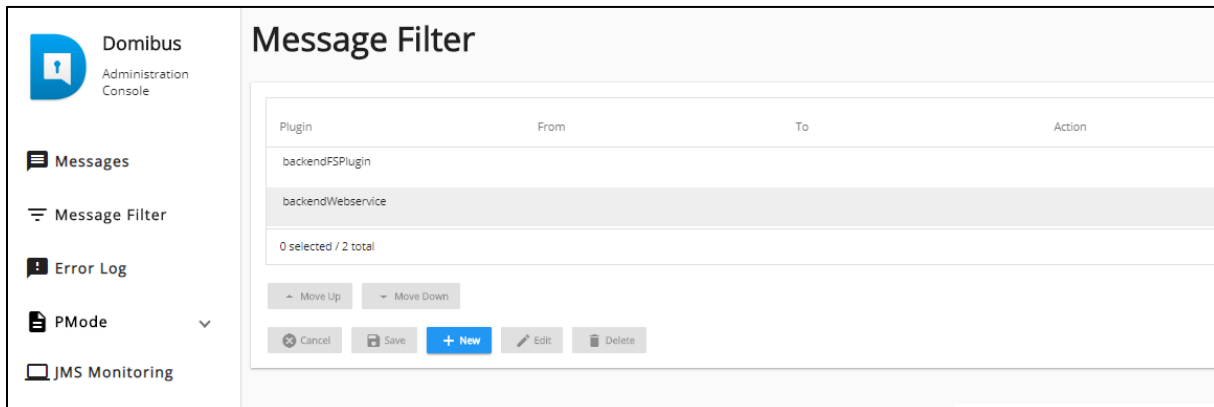 Domibus
Administration
Console
Messages
Message Filter
Error Log
PMode
JMS Monitoring
Message Filter
Plugin From To Action
backendFSPlugin
backendWebservice
0 selected / 2 total
Move Up Move Down
Cancel Save + New Edit Delete